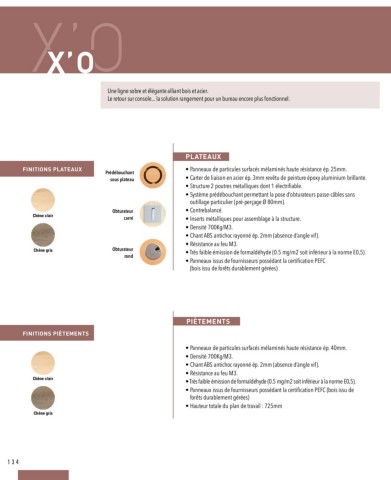 X'O
X'O
Une ligne sobre et élégante alliant bois et acier.
Le retour sur console... la solution rangement pour un bureau encore plus fonctionnel.
FINITIONS PLATEAUX
Chêne clair
Chêne gris
Prédébouchant
sous plateau
Obturateur
carré
Obturateur
rond
PLATEAUX
• Panneaux de particules surfacés mélaminés haute résistance ép. 25mm.
• Carter de liaison en acier ép. 3mm revêtu de peinture époxy aluminium brillante.
• Structure 2 poutres métalliques dont 1 électrifiable.
• Système prédébouchant permettant la pose d'obturateurs passe-câbles sans
outillage particulier (pré-perçage Ø 80mm).
• Contrebalancé.
• Inserts métalliques pour assemblage à la structure.
• Densité 700Kg/M3.
• Chant ABS antichoc rayonné ép. 2mm (absence d'angle vif).
• Résistance au feu M3.
• Très faible émission de formaldéhyde (0.5 mg/m2 soit inférieur à la norme E0,5).
• Panneaux issus de fournisseurs possédant la certification PEFC
(bois issu de forêts durablement gérées)
FINITIONS PIÉTEMENTS
Chêne clair
Chêne gris
PIÉTEMENTS
• Panneaux de particules surfacés mélaminés haute résistance ép. 40mm.
• Densité 700Kg/M3.
• Chant ABS antichoc rayonné ép. 2mm (absence d'angle vif).
• Résistance au feu M3.
• Très faible émission de formaldéhyde (0.5 mg/m2 soit inférieur à la norme E0,5).
• Panneaux issus de fournisseurs possédant la certification PEFC (bois issu de
forêts durablement gérées)
• Hauteur totale du plan de travail : 725mm
134